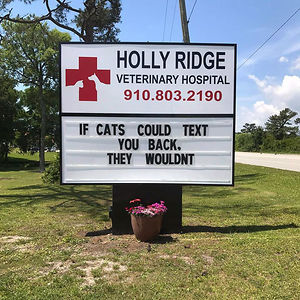 HOLLY RIDGE
VETERINARY HOSPITAL
910.803.2190
IF CATS COULD TEXT
YOU BACK.
THEY WOULDNT